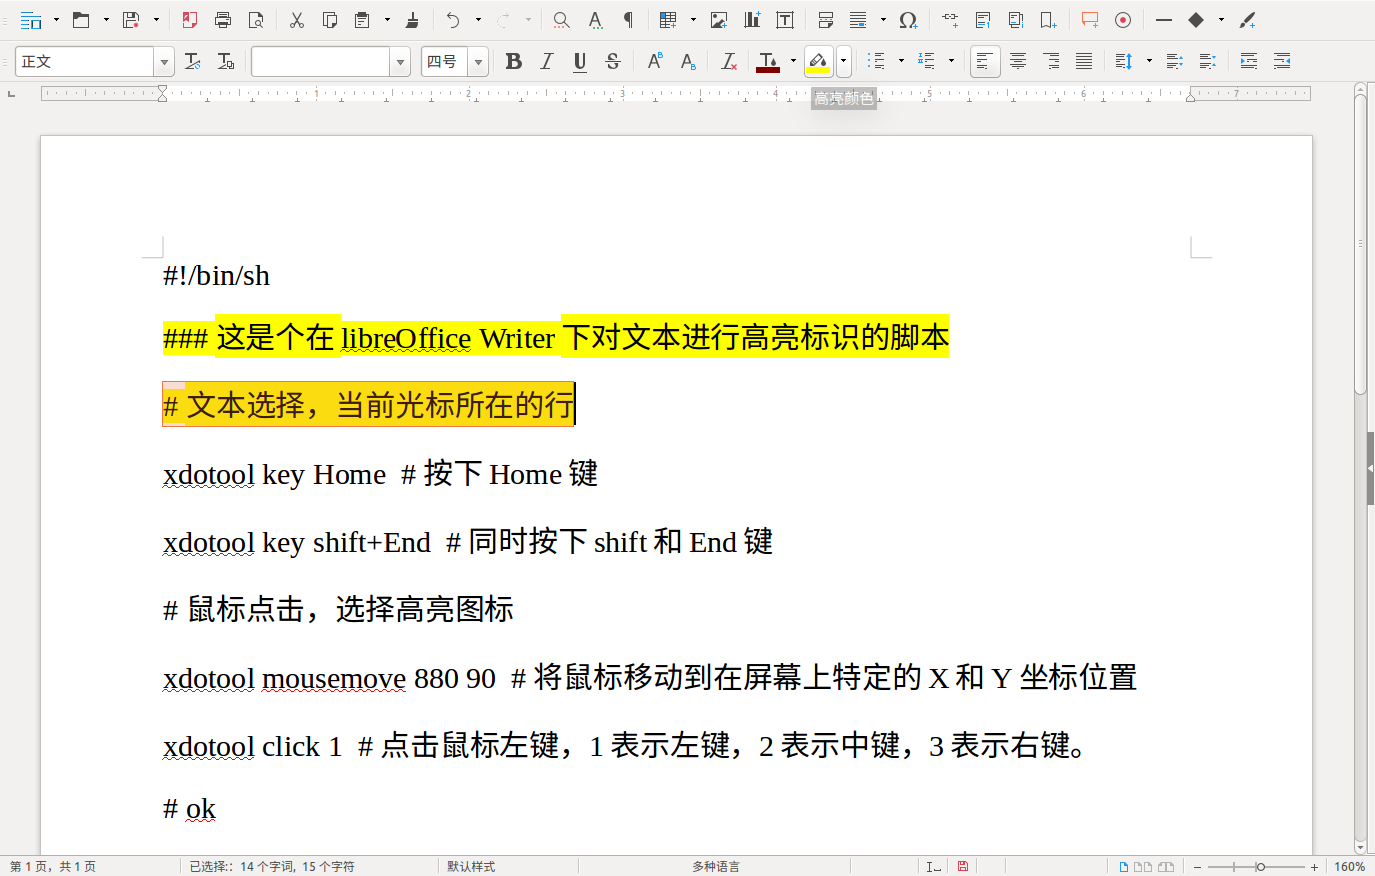 正文
四号
高亮颜色
1 2 3 4 5 6 7
#!/bin/sh
### 这是个在 libreOffice Writer 下对文本进行高亮标识的脚本
# 文本选择，当前光标所在的行
xdotool key Home  # 按下 Home 键
xdotool key shift+End  # 同时按下 shift 和 End 键
# 鼠标点击，选择高亮图标
xdotool mousemove 880 90  # 将鼠标移动到在屏幕上特定的 X 和 Y 坐标位置
xdotool click 1  # 点击鼠标左键，1 表示左键，2 表示中键，3 表示右键。
# ok
第 1 页，共 1 页 已选择:：14 个字词，15 个字符 默认样式 多种语言 160%